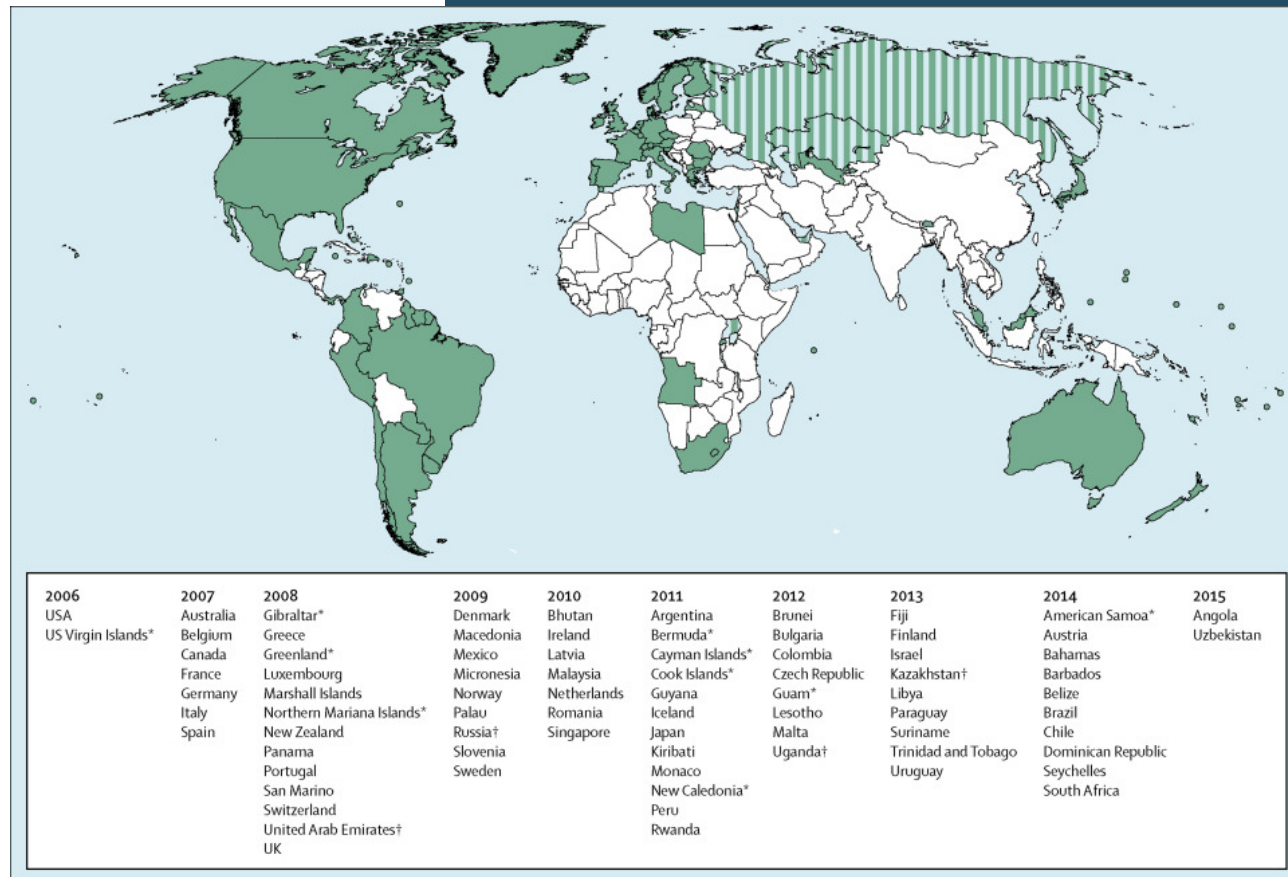 2006
USA
US Virgin Islands*
2007
Australia
Belgium
Canada
France
Germany
Italy
Spain
2008
Gibraltar*
Greece
Greenland*
Luxembourg
Marshall Islands
Northern Mariana Islands*
New Zealand
Panama
Portugal
San Marino
Switzerland
United Arab Emirates†
UK
2009
Denmark
Macedonia
Mexico
Micronesia
Norway
Palau
Russia†
Slovenia
Sweden
2010
Bhutan
Ireland
Latvia
Malaysia
Netherlands
Romania
Singapore
2011
Argentina
Bermuda*
Cayman Islands*
Cook Islands*
Guyana
Iceland
Japan
Kiribati
Monaco
New Caledonia*
Peru
Rwanda
2012
Brunei
Bulgaria
Colombia
Czech Republic
Guam*
Lesotho
Malta
Uganda†
2013
Fiji
Finland
Israel
Kazakhstan†
Libya
Paraguay
Suriname
Trinidad and Tobago
Uruguay
2014
American Samoa*
Austria
Bahamas
Barbados
Belize
Brazil
Chile
Dominican Republic
Seychelles
South Africa
2015
Angola
Uzbekistan